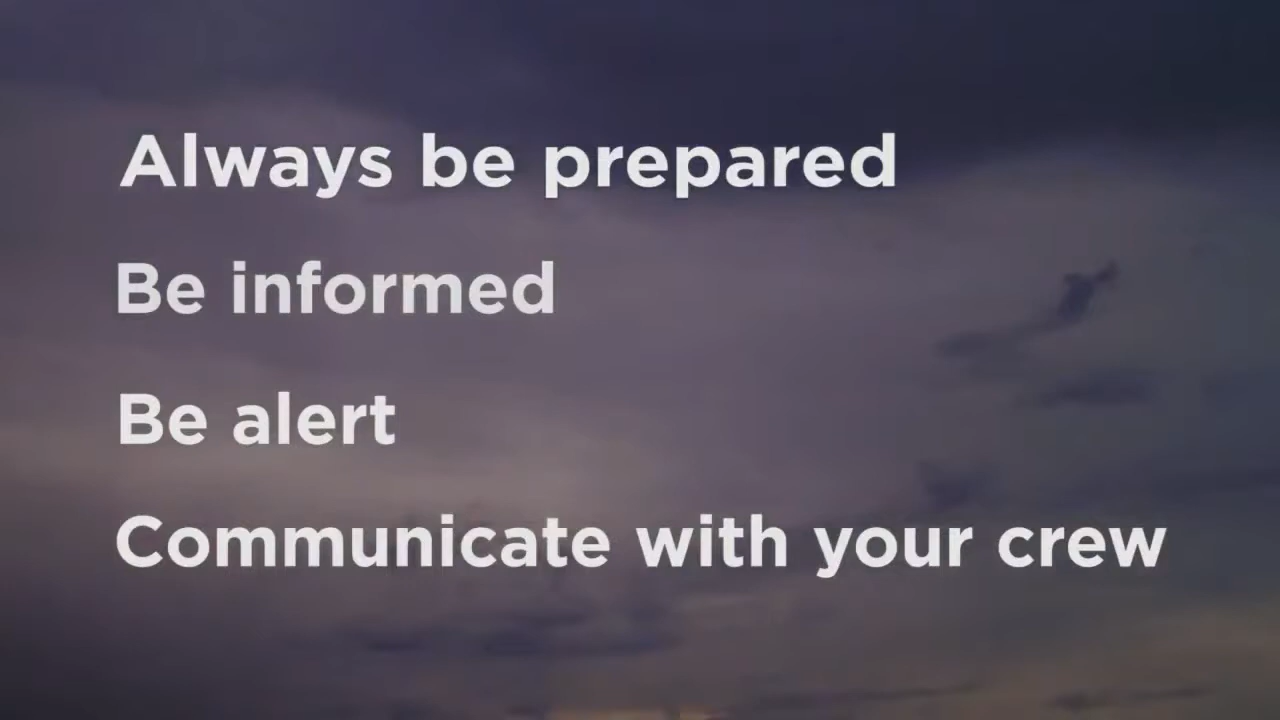 Always be prepared
Be informed
Be alert
Communicate with your crew